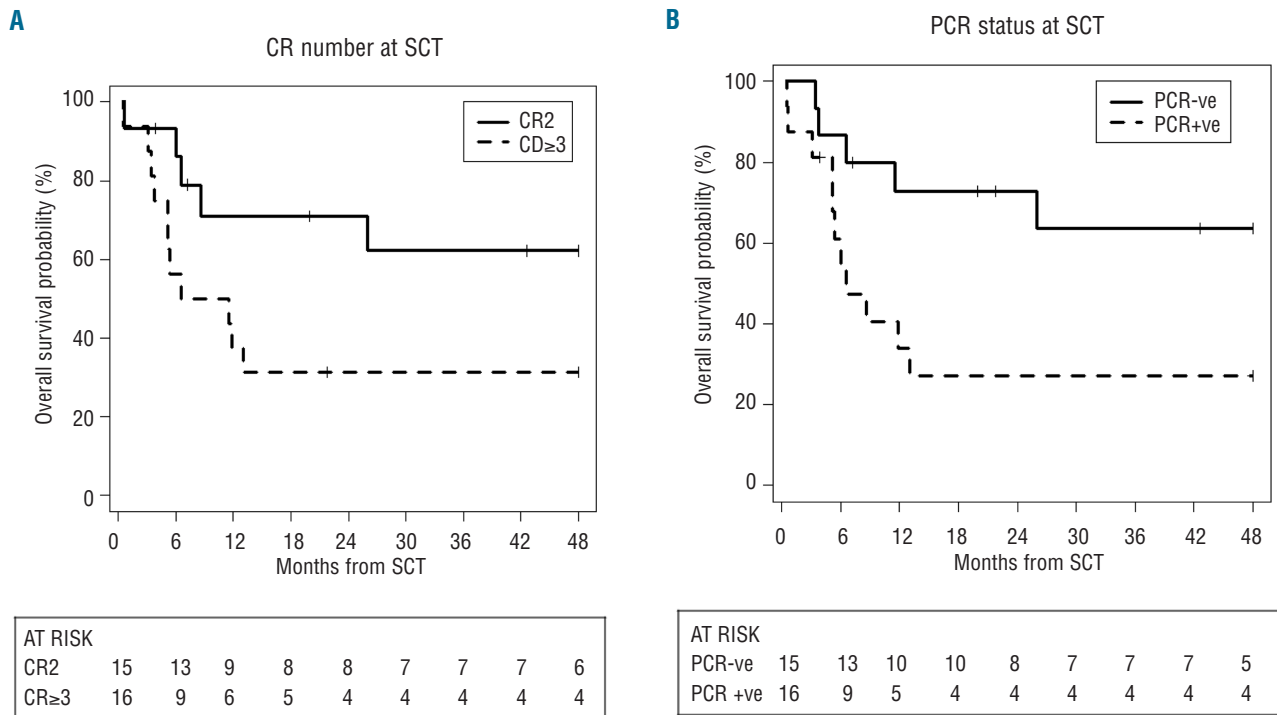 A
CR number at SCT
Overall survival probability (%)
100
80
60
40
20
0
CR2
CD≥3
0 6 12 18 24 30 36 42 48
Months from SCT
AT RISK
CR2 15 13 9 8 8 7 7 7 6
CR≥3 16 9 6 5 4 4 4 4 4
B
PCR status at SCT
Overall survival probability (%)
100
80
60
40
20
0
PCR-ve
PCR+ve
0 6 12 18 24 30 36 42 48
Months from SCT
AT RISK
PCR-ve 15 13 10 10 8 7 7 7 5
PCR +ve 16 9 5 4 4 4 4 4 4